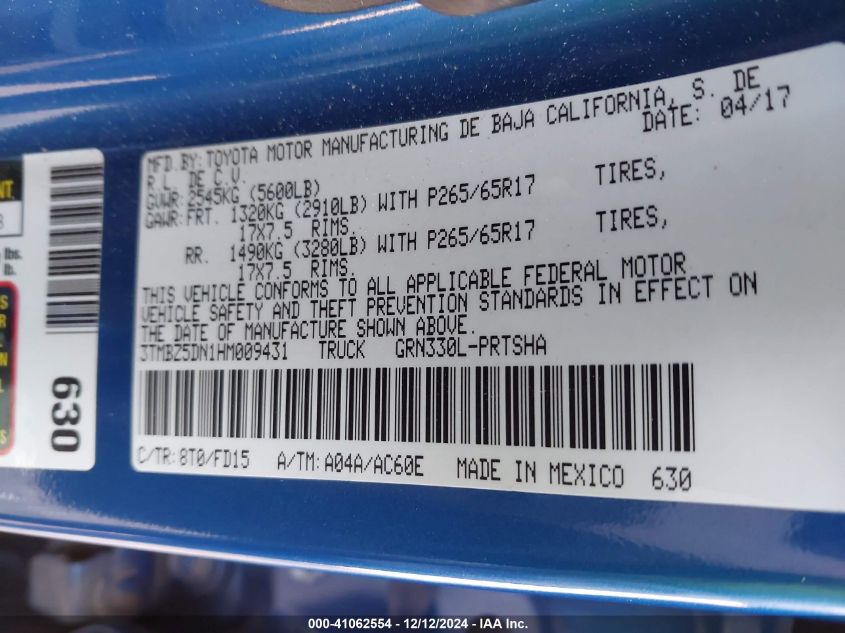 MFD.BY:TOYOTA MOTOR MANUFACTURING DE BAJA CALIFORNIA, S. DE
R.L. DE C.V. DATE: 04/17
GVWR: 2545KG (5600LB)
GAWR:FRT. 1320KG (2910LB) WITH P265/65R17 TIRES,
17X7.5 RIMS,
RR. 1490KG (3280LB) WITH P265/65R17 TIRES,
17X7.5 RIMS,
THIS VEHICLE CONFORMS TO ALL APPLICABLE FEDERAL MOTOR
VEHICLE SAFETY AND THEFT PREVENTION STANDARDS IN EFFECT ON
THE DATE OF MANUFACTURE SHOWN ABOVE.
3TMBZ5DN1HM009431 TRUCK GRN330L-PRTSHA
C/TR:8T0/FD15 A/TM:A04A/AC60E MADE IN MEXICO 630
630
lbs.
lb.
000-41062554 - 12/12/2024 - IAA Inc.